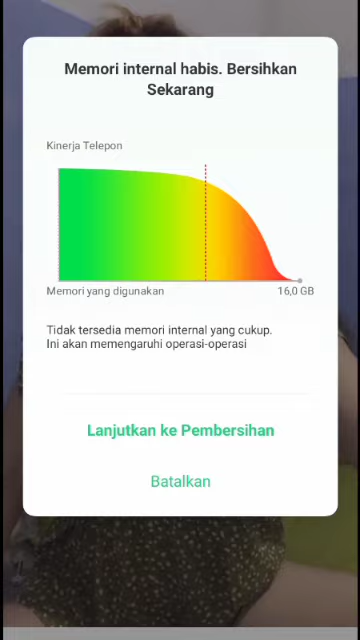 Memori internal habis. Bersihkan
Sekarang
Kinerja Telepon
Memori yang digunakan
16,0 GB
Tidak tersedia memori internal yang cukup.
Ini akan memengaruhi operasi-operasi
Lanjutkan ke Pembersihan
Batalkan